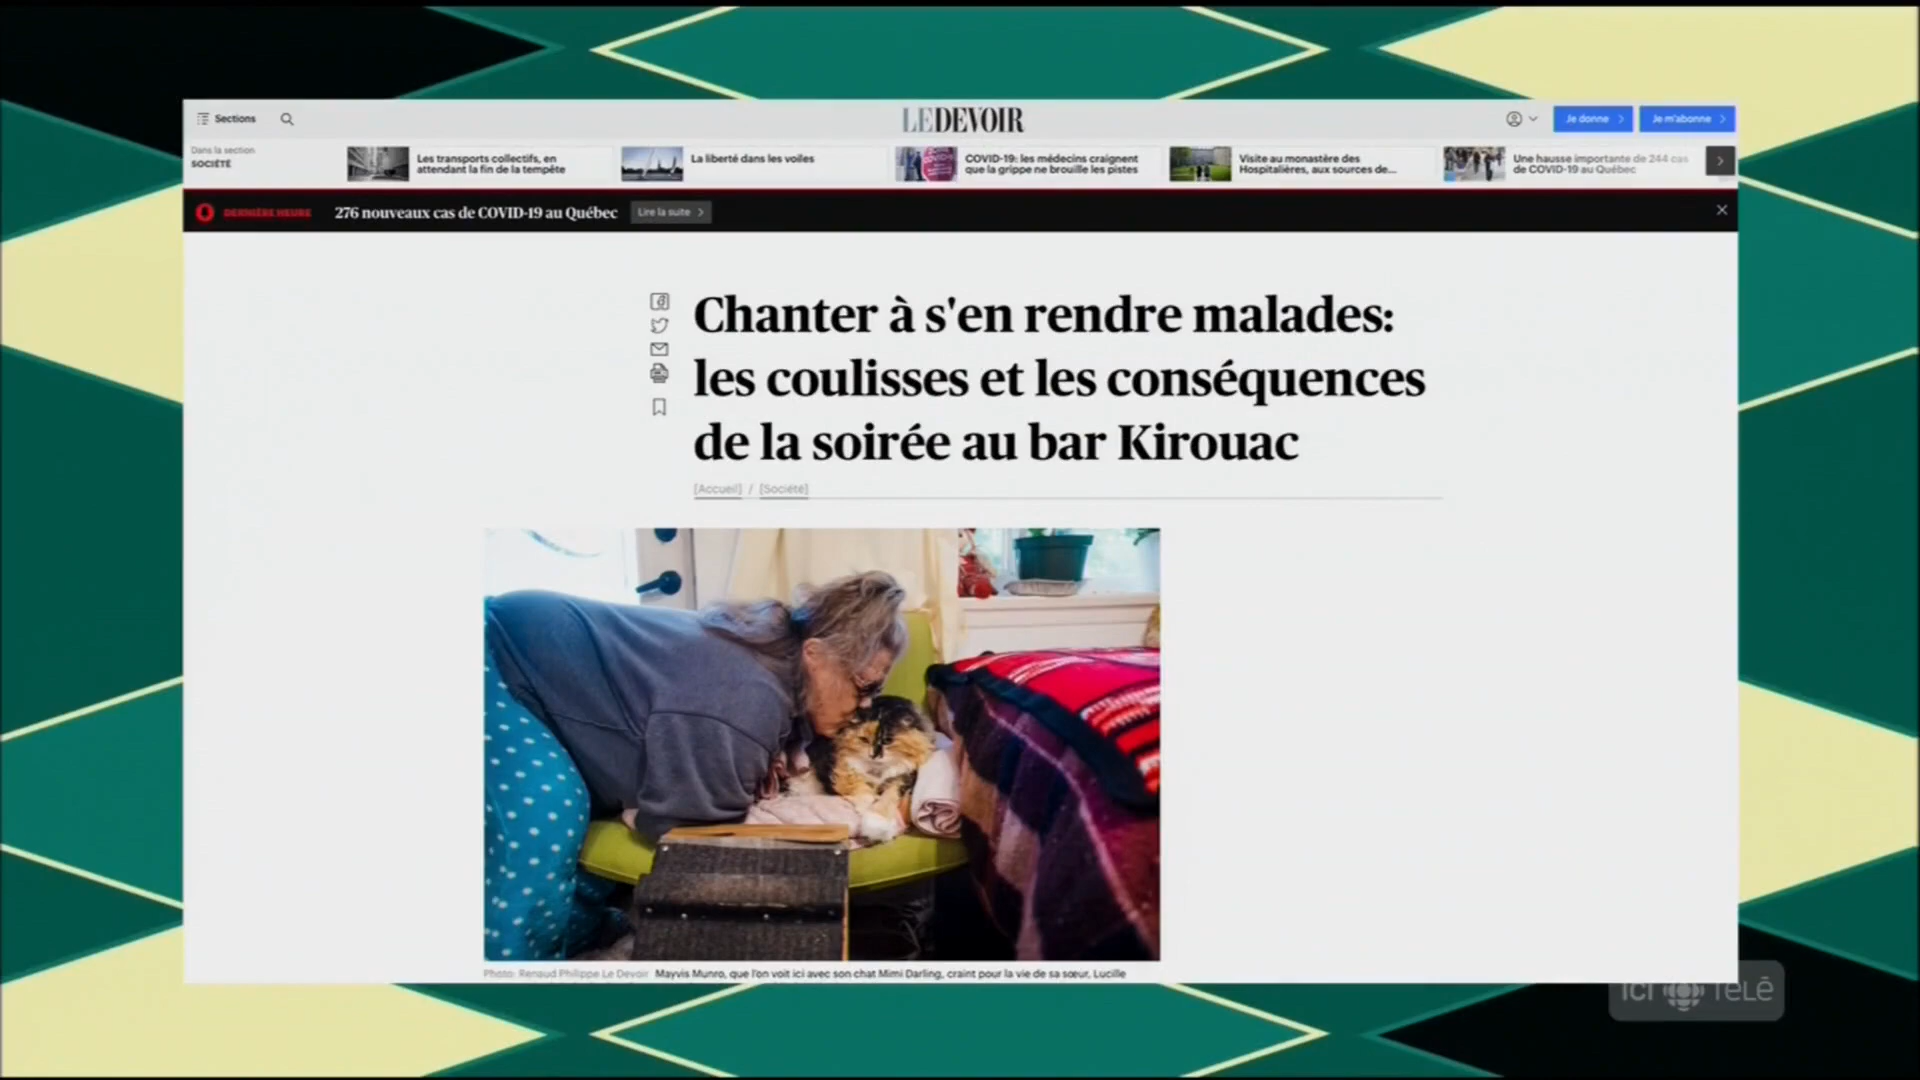 Sections
LE DEVOIR
Je donne
Je m'abonne
Dans la section
SOCIÉTÉ
Les transports collectifs, en
attendant la fin de la tempête
La liberté dans les voiles
COVID-19: les médecins craignent
que la grippe ne brouille les pistes
Visite au monastère des
Hospitalières, aux sources de...
Une hausse importante de 244 cas
de COVID-19 au Québec
DERNIÈRE HEURE
276 nouveaux cas de COVID-19 au Québec
Lire la suite
Chanter à s'en rendre malades:
les coulisses et les conséquences
de la soirée au bar Kirouac
[Accueil] / [Société]
Photo: Renaud Philippe Le Devoir Mayvis Munro, que l'on voit ici avec son chat Mimi Darling, craint pour la vie de sa sœur, Lucille
ICI TÉLÉ